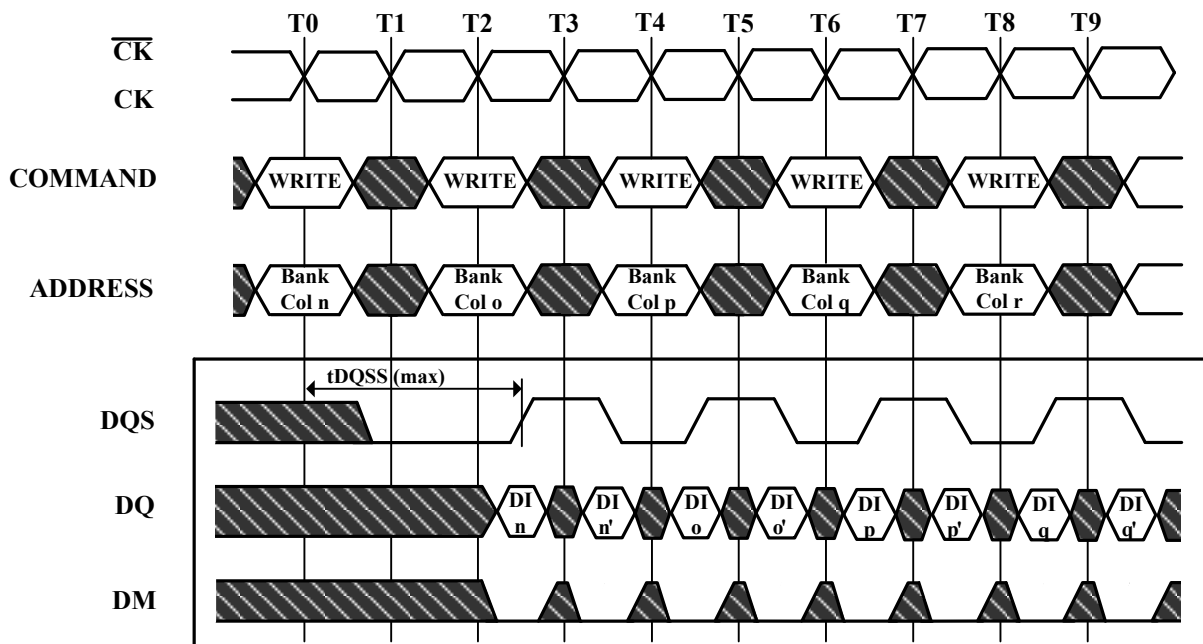 T0 T1 T2 T3 T4 T5 T6 T7 T8 T9
CK
CK
COMMAND WRITE WRITE WRITE WRITE WRITE
ADDRESS
Bank Bank Bank Bank Bank
Col n Col o Col p Col q Col r
tDQSS (max)
DQS
DQ
DI DI DI DI DI DI DI DI
n n' o o' p p' q q'
DM